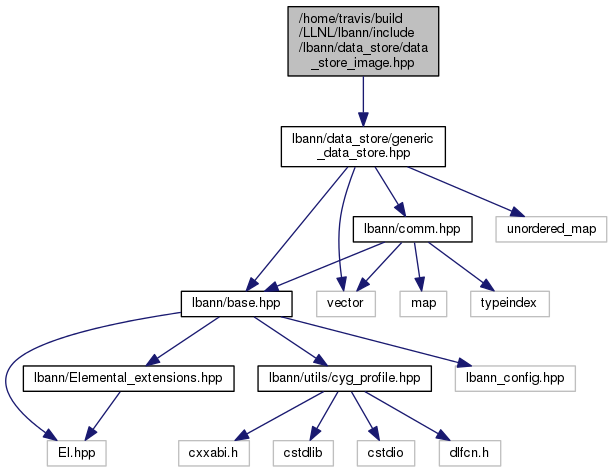 /home/travis/build
/LLNL/lbann/include
/lbann/data_store/data
_store_image.hpp
lbann/data_store/generic
_data_store.hpp
lbann/comm.hpp
unordered_map
lbann/base.hpp
vector
map
typeindex
lbann/Elemental_extensions.hpp
lbann/utils/cyg_profile.hpp
lbann_config.hpp
El.hpp
cxxabi.h
cstdlib
cstdio
dlfcn.h